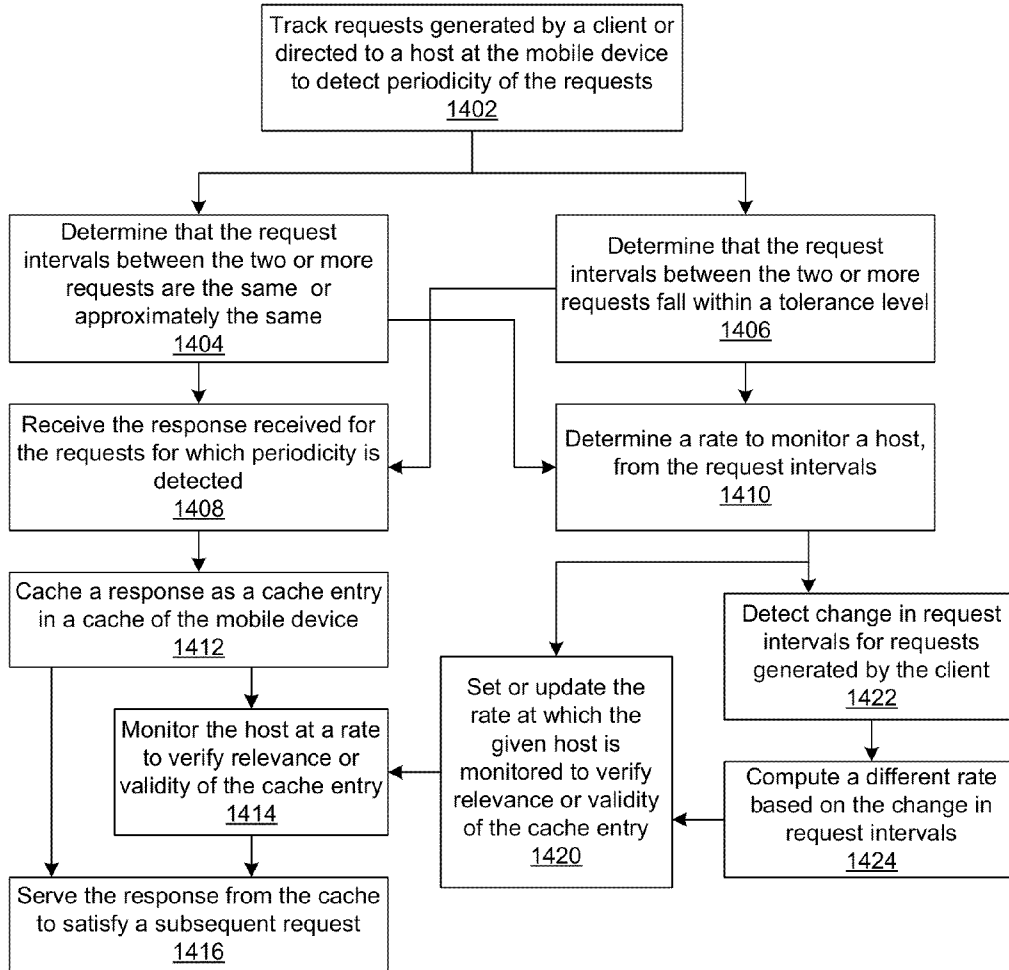 Track requests generated by a client or
directed to a host at the mobile device
to detect periodicity of the requests
1402
Determine that the request
intervals between the two or more
requests are the same or
approximately the same
1404
Determine that the request
intervals between the two or more
requests fall within a tolerance level
1406
Receive the response received for
the requests for which periodicity is
detected
1408
Determine a rate to monitor a host,
from the request intervals
1410
Cache a response as a cache entry
in a cache of the mobile device
1412
Detect change in request
intervals for requests
generated by the client
1422
Set or update the
rate at which the
given host is
monitored to verify
relevance or validity
of the cache entry
1420
Monitor the host at a rate
to verify relevance or
validity of the cache entry
1414
Compute a different rate
based on the change in
request intervals
1424
Serve the response from the cache
to satisfy a subsequent request
1416